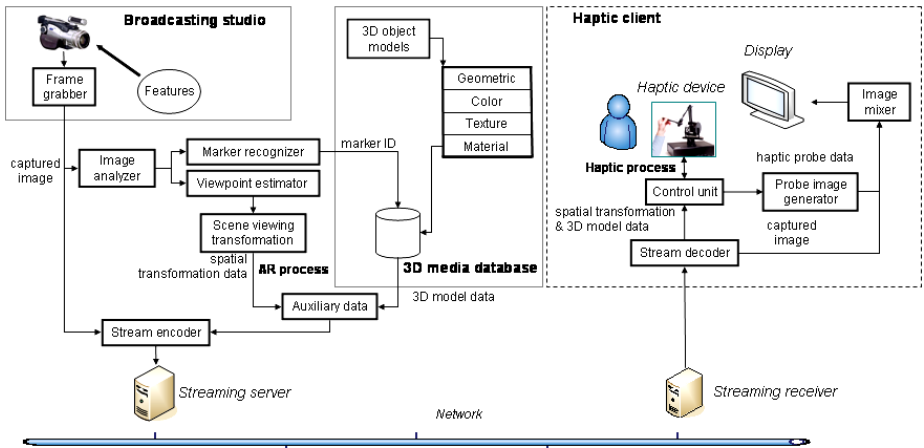 Broadcasting studio
Frame
grabber
Features
captured
image
Image
analyzer
Marker recognizer
Viewpoint estimator
Scene viewing
transformation
spatial
transformation data
AR process
marker ID
3D object
models
Geometric
Color
Texture
Material
3D media database
3D model data
Auxiliary data
Stream encoder
Streaming server
Network
Haptic client
Display
Haptic device
Image
mixer
Haptic process
haptic probe data
Control unit
Probe image
generator
spatial transformation
& 3D model data
captured
image
Stream decoder
Streaming receiver